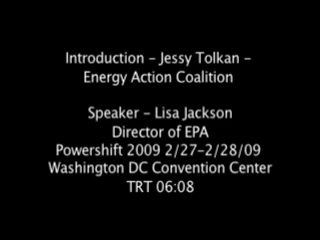 Introduction - Jessy Tolkan -
Energy Action Coalition
Speaker - Lisa Jackson
Director of EPA
Powershift 2009 2/27-2/28/09
Washington DC Convention Center
TRT 06:08